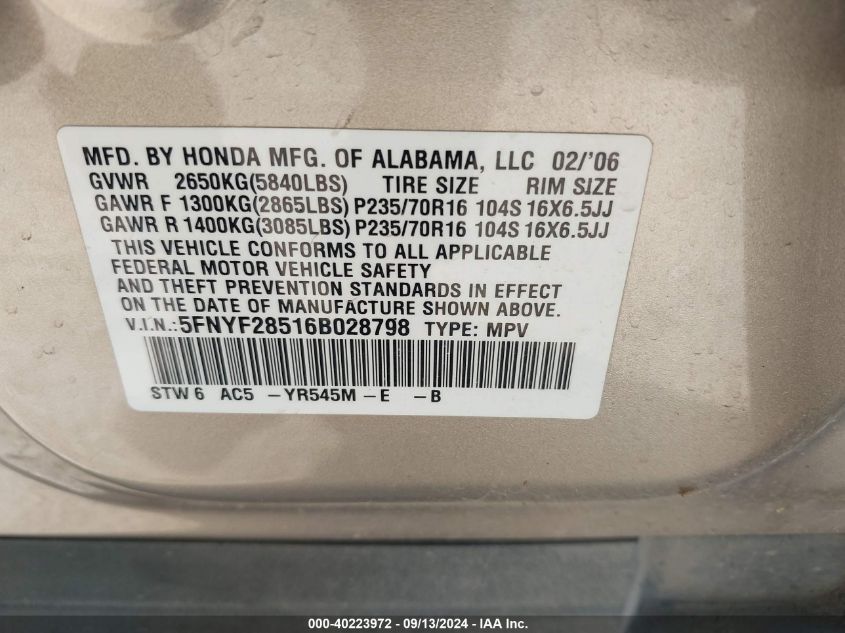 MFD. BY HONDA MFG. OF ALABAMA, LLC 02/'06
GVWR 2650KG(5840LBS) TIRE SIZE RIM SIZE
GAWR F 1300KG(2865LBS) P235/70R16 104S 16X6.5JJ
GAWR R 1400KG(3085LBS) P235/70R16 104S 16X6.5JJ
THIS VEHICLE CONFORMS TO ALL APPLICABLE
FEDERAL MOTOR VEHICLE SAFETY
AND THEFT PREVENTION STANDARDS IN EFFECT
ON THE DATE OF MANUFACTURE SHOWN ABOVE.
V.I.N.:5FNYF28516B028798 TYPE: MPV
STW 6 AC5 -YR545M -E -B
000-40223972 - 09/13/2024 - IAA Inc.